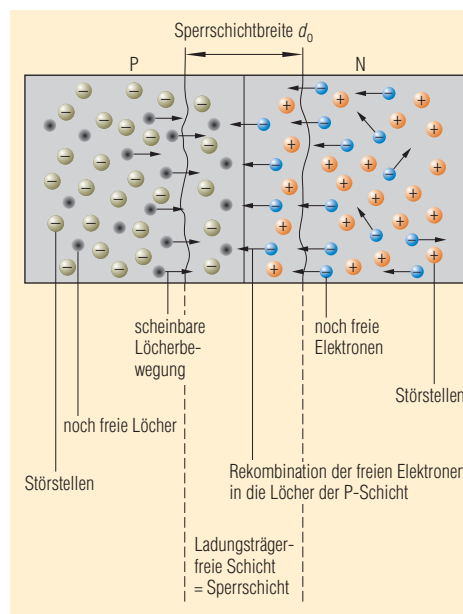 Sperrschichtbreite d₀
P
N
scheinbare
Löcherbe-
wegung
noch freie
Elektronen
noch freie Löcher
Störstellen
Störstellen
Rekombination der freien Elektronen
in die Löcher der P-Schicht
Ladungsträger-
freie Schicht
= Sperrschicht